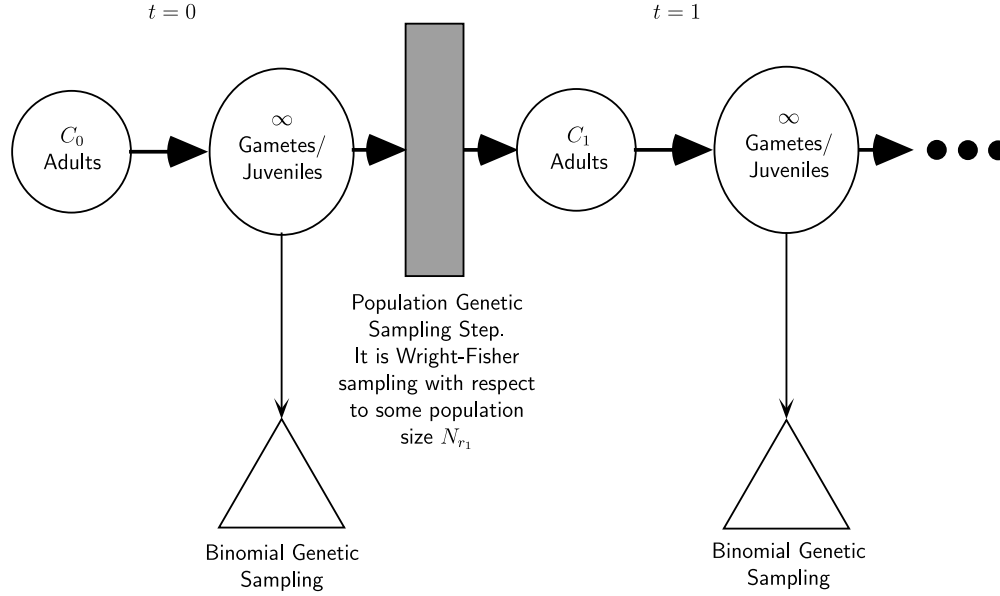 t = 0
t = 1
C₀
Adults
∞
Gametes/
Juveniles
C₁
Adults
∞
Gametes/
Juveniles
Population Genetic
Sampling Step.
It is Wright-Fisher
sampling with respect
to some population
size Nᵣ₁
Binomial Genetic
Sampling
Binomial Genetic
Sampling